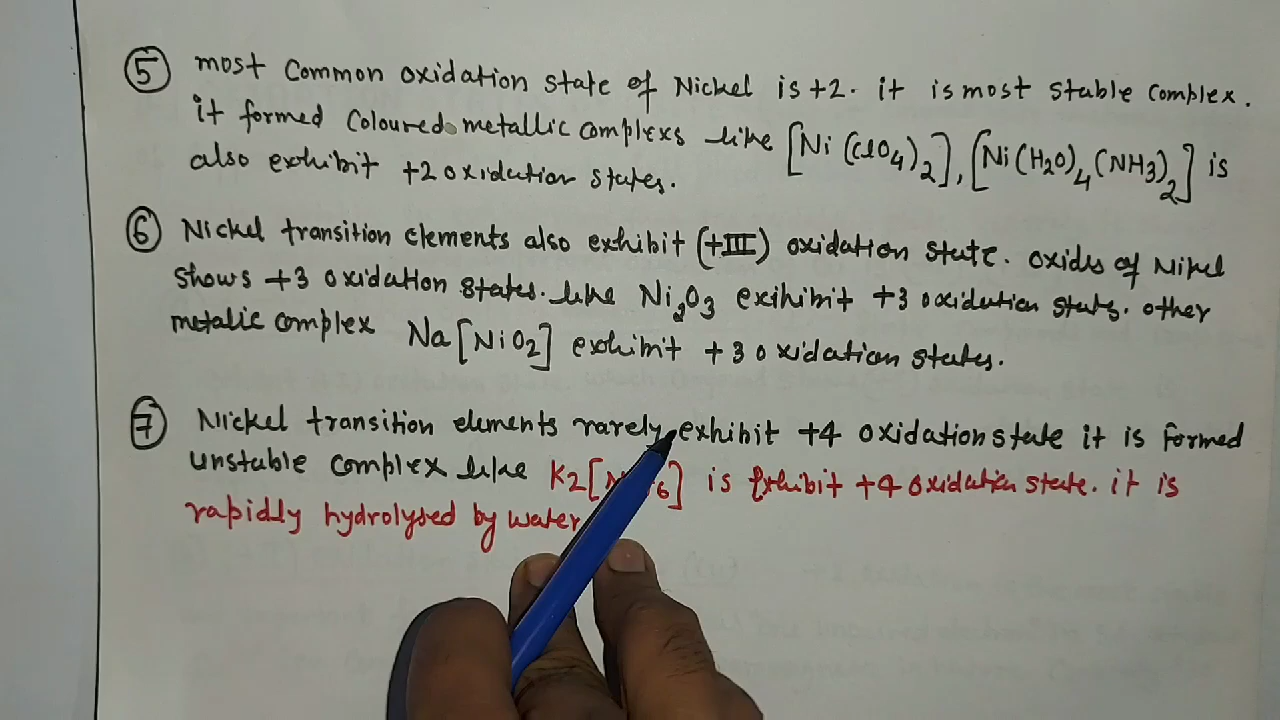 ⑤ most common oxidation state of Nickel is +2. it is most stable complex.
it formed coloured metallic complexs like [Ni(ClO4)2], [Ni(H2O)4(NH3)2] is
also exhibit +2 oxidation states.
⑥ Nickel transition elements also exhibit (+III) oxidation state. oxides of Nikel
shows +3 oxidation states. like Ni2O3 exihibit +3 oxidation states. other
metalic complex Na[NiO2] exhibit +3 oxidation states.
⑦ Nickel transition elements rarely exhibit +4 oxidation state it is formed
unstable complex like K2[ 6] is Exhibit +4 oxidation state. it is
rapidly hydrolysed by water